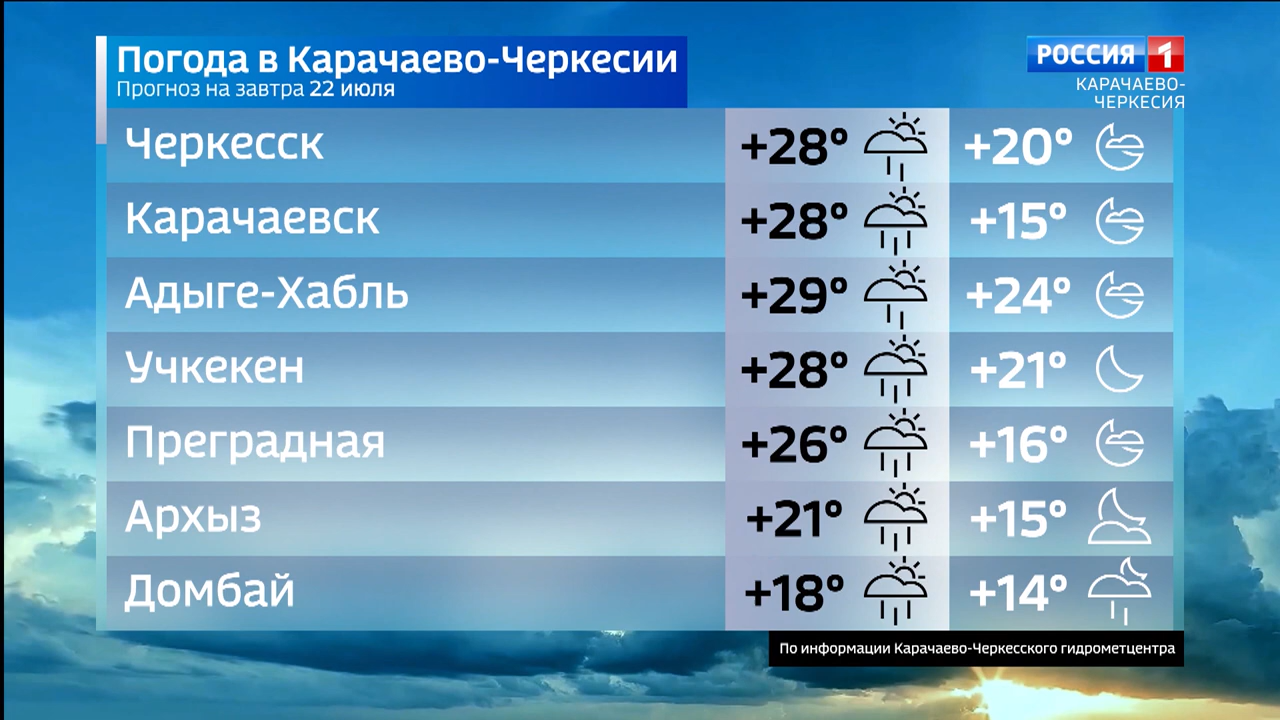 Погода в Карачаево-Черкесии
Прогноз на завтра 22 июля
РОССИЯ 1
КАРАЧАЕВО-
ЧЕРКЕСИЯ
Черкесск +28° +20°
Карачаевск +28° +15°
Адыге-Хабль +29° +24°
Учкекен +28° +21°
Преградная +26° +16°
Архыз +21° +15°
Домбай +18° +14°
По информации Карачаево-Черкесского гидрометцентра